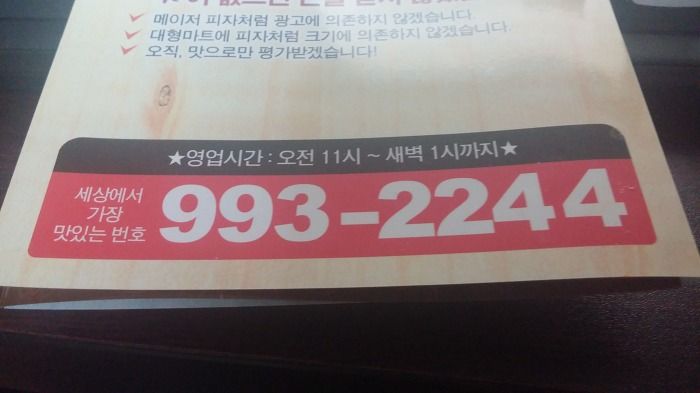 메이저 피자처럼 광고에 의존하지 않겠습니다.
대형마트에 피자처럼 크기에 의존하지 않겠습니다.
오직, 맛으로만 평가받겠습니다!
★영업시간 : 오전 11시 ~ 새벽 1시까지★
세상에서
가장
맛있는 번호
993-2244